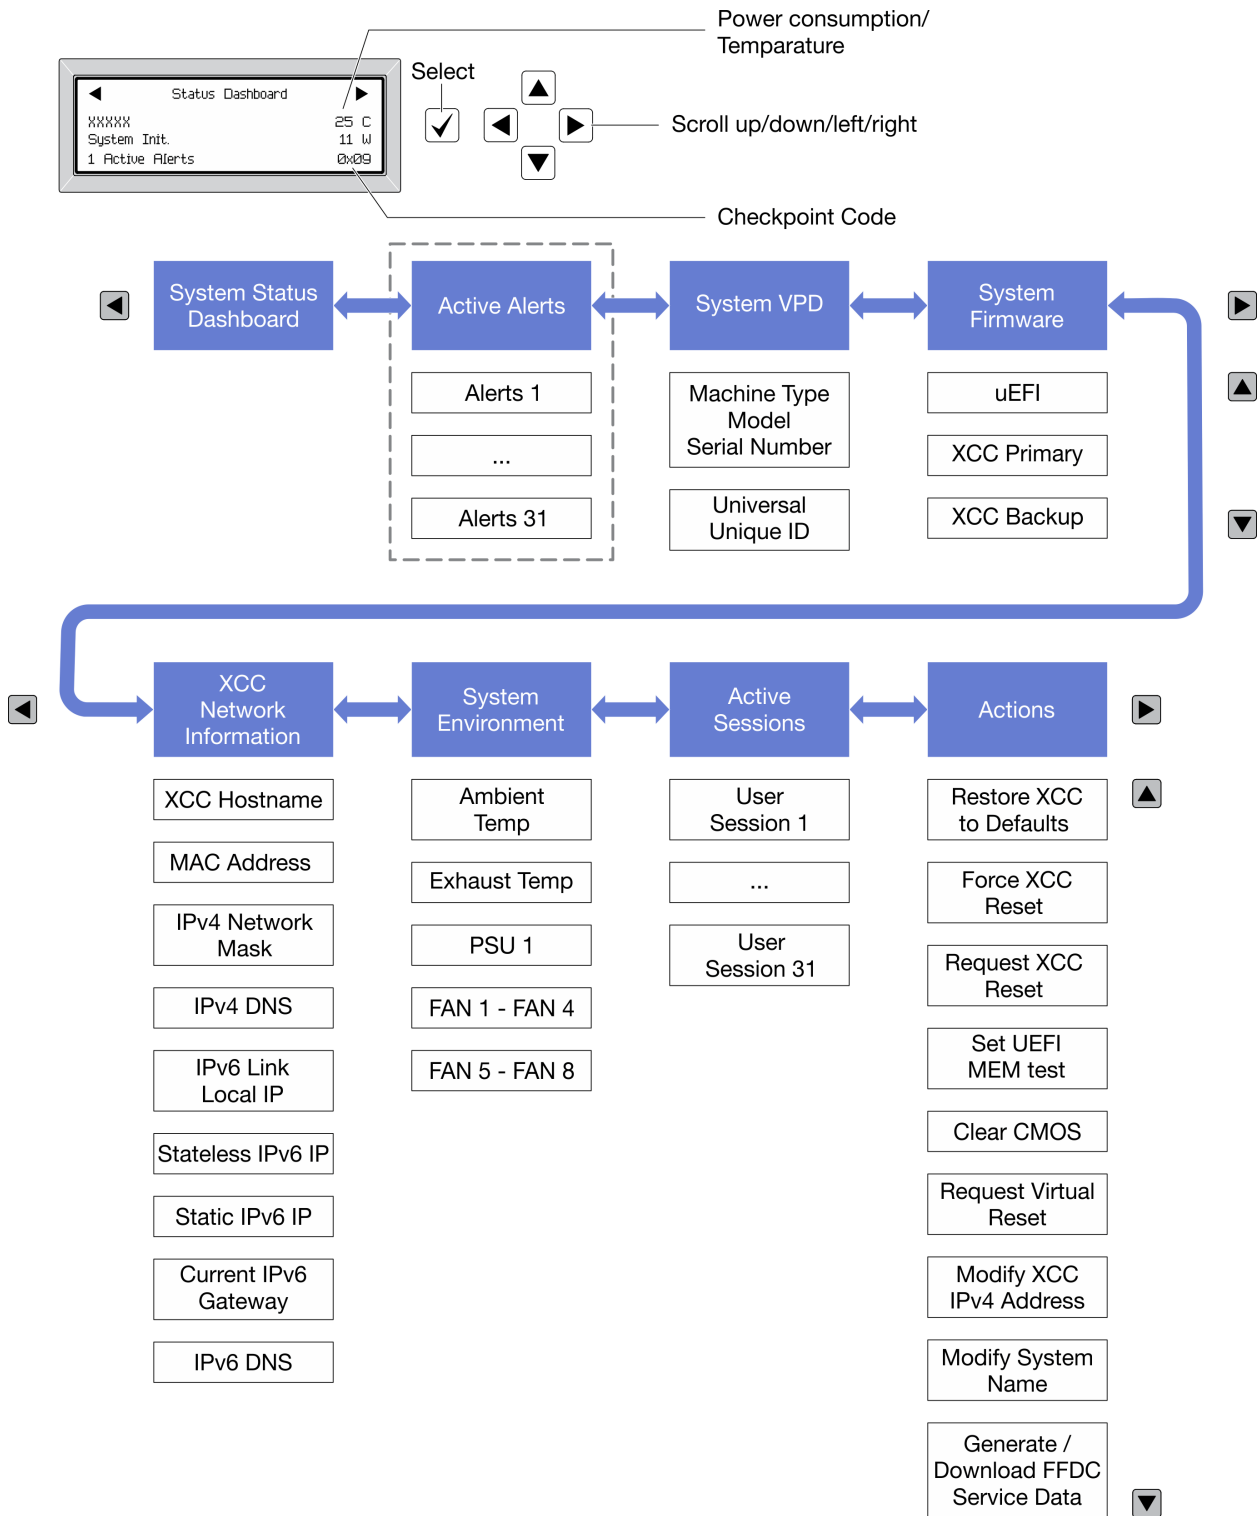 Power consumption/
Temparature
Select
Status Dashboard
XXXXX 25 C
System Init. 11 W
1 Active Alerts 0x09
Scroll up/down/left/right
Checkpoint Code
System Status
Dashboard
Active Alerts
System VPD
System
Firmware
Alerts 1
...
Alerts 31
Machine Type
Model
Serial Number
Universal
Unique ID
uEFI
XCC Primary
XCC Backup
XCC
Network
Information
System
Environment
Active
Sessions
Actions
XCC Hostname
MAC Address
IPv4 Network
Mask
IPv4 DNS
IPv6 Link
Local IP
Stateless IPv6 IP
Static IPv6 IP
Current IPv6
Gateway
IPv6 DNS
Ambient
Temp
Exhaust Temp
PSU 1
FAN 1 - FAN 4
FAN 5 - FAN 8
User
Session 1
...
User
Session 31
Restore XCC
to Defaults
Force XCC
Reset
Request XCC
Reset
Set UEFI
MEM test
Clear CMOS
Request Virtual
Reset
Modify XCC
IPv4 Address
Modify System
Name
Generate /
Download FFDC
Service Data